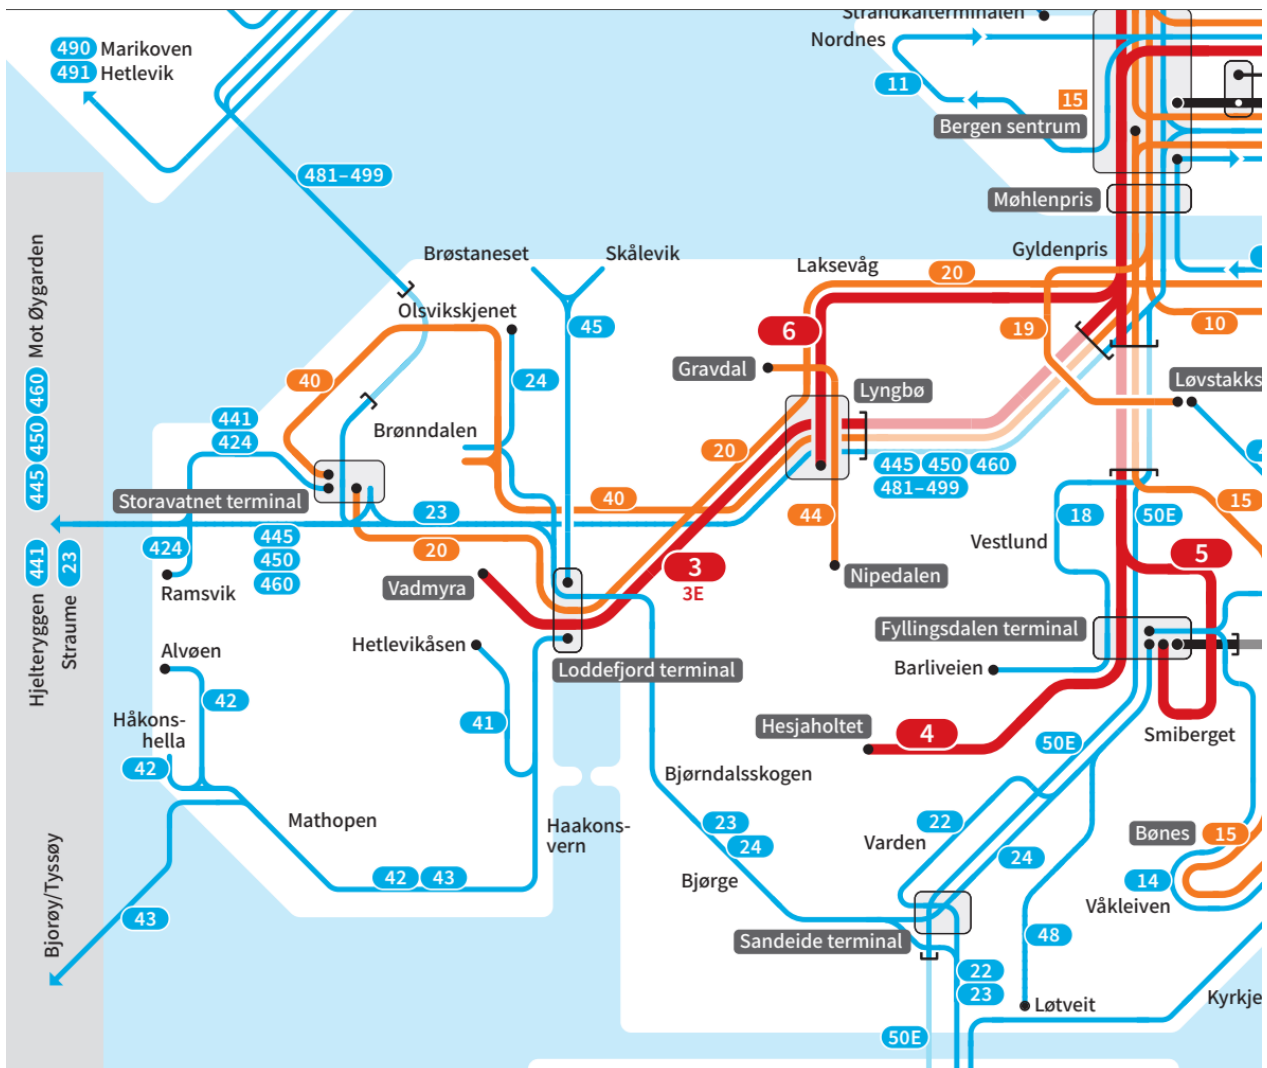 490 Marikoven
491 Hetlevik
Strandkaiterminalen
Nordnes
11
15
Bergen sentrum
481–499
Møhlenpris
Mot Øygarden
445 450 460
Brøstaneset
Skålevik
Laksevåg
20
Gyldenpris
Olsvikskjenet
45
6
19
10
40
24
Gravdal
Løvstakks
441
424
Brønndalen
Lyngbø
20
445 450 460
481–499
Storavatnet terminal
40
23
44
18
50E
15
445
450
460
20
424
Vestlund
5
3
3E
Nipedalen
Hjelteryggen 441
Straume 23
Ramsvik
Vadmyra
Fyllingsdalen terminal
Alvøen
Hetlevikåsen
Loddefjord terminal
Barliveien
42
41
Håkons-
hella
42
Hesjaholtet
4
50E
Smiberget
Bjørndalsskogen
Mathopen
Haakons-
vern
23
24
22
Varden
24
Bønes 15
14
Våkleiven
42 43
Bjørge
Bjorøy/Tyssøy
43
Sandeide terminal
48
22
23
Løtveit
Kyrkje
50E